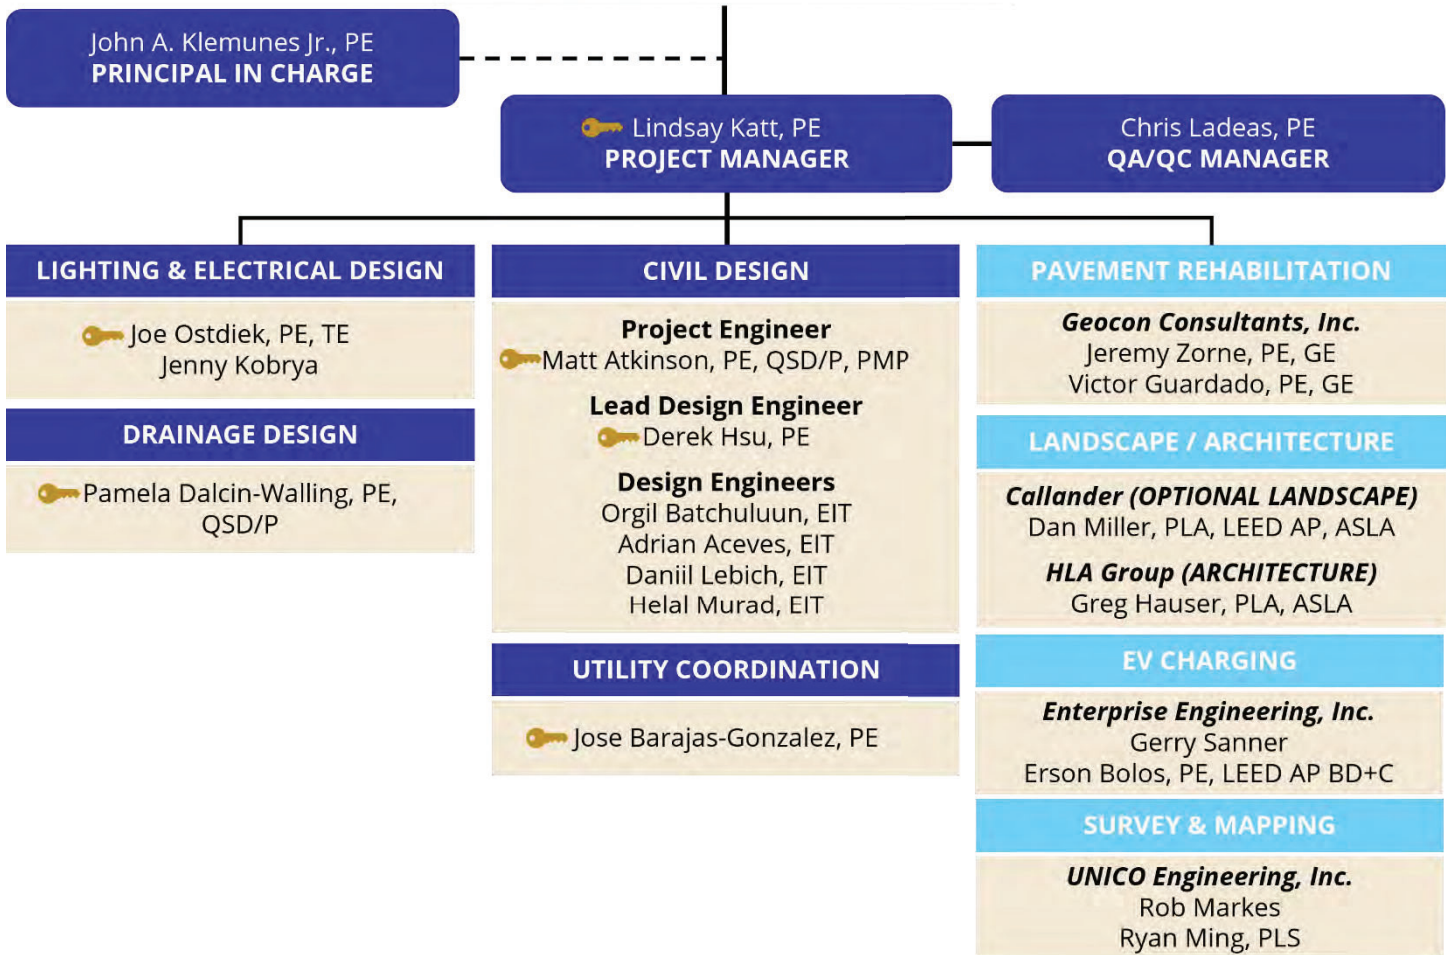 John A. Klemunes Jr., PE
PRINCIPAL IN CHARGE
Lindsay Katt, PE
PROJECT MANAGER
Chris Ladeas, PE
QA/QC MANAGER
LIGHTING & ELECTRICAL DESIGN
Joe Ostdiek, PE, TE
Jenny Kobrya
DRAINAGE DESIGN
Pamela Dalcin-Walling, PE,
QSD/P
CIVIL DESIGN
Project Engineer
Matt Atkinson, PE, QSD/P, PMP
Lead Design Engineer
Derek Hsu, PE
Design Engineers
Orgil Batchuluun, EIT
Adrian Aceves, EIT
Daniil Lebich, EIT
Helal Murad, EIT
UTILITY COORDINATION
Jose Barajas-Gonzalez, PE
PAVEMENT REHABILITATION
Geocon Consultants, Inc.
Jeremy Zorne, PE, GE
Victor Guardado, PE, GE
LANDSCAPE / ARCHITECTURE
Callander (OPTIONAL LANDSCAPE)
Dan Miller, PLA, LEED AP, ASLA
HLA Group (ARCHITECTURE)
Greg Hauser, PLA, ASLA
EV CHARGING
Enterprise Engineering, Inc.
Gerry Sanner
Erson Bolos, PE, LEED AP BD+C
SURVEY & MAPPING
UNICO Engineering, Inc.
Rob Markes
Ryan Ming, PLS